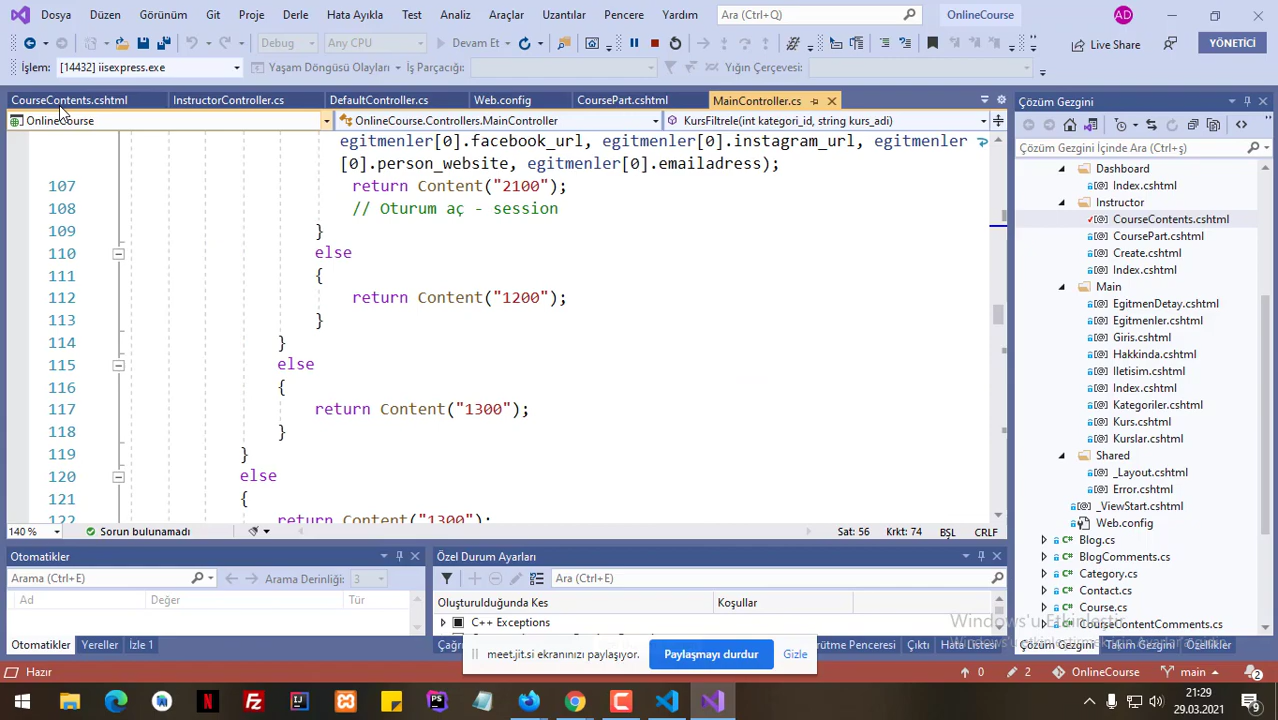 Dosya Düzen Görünüm Git Proje Derle Hata Ayıkla Test Analiz Araçlar Uzantılar Pencere Yardım Ara (Ctrl+Q) OnlineCourse AD
Debug Any CPU Devam Et Live Share YÖNETİCİ
İşlem: [14432] iisexpress.exe Yaşam Döngüsü Olayları İş Parçacığı: Yığın Çerçevesi:
CourseContents.cshtml InstructorController.cs DefaultController.cs Web.config CoursePart.cshtml MainController.cs
OnlineCourse OnlineCourse.Controllers.MainController KursFiltrele(int kategori_id, string kurs_adi)
egitmenler[0].facebook_url, egitmenler[0].instagram_url, egitmenler
[0].person_website, egitmenler[0].emailadress);
107 return Content("2100");
108 // Oturum aç - session
109 }
110 else
111 {
112 return Content("1200");
113 }
114 }
115 else
116 {
117 return Content("1300");
118 }
119 }
120 else
121 {
122 return Content("1300");
140 % Sorun bulunamadı Sat: 56 Krkt: 74 BŞL CRLF
Otomatikler
Arama (Ctrl+E) Arama Derinliği: 3
Ad Değer Tür
Otomatikler Yereller İzle 1
Özel Durum Ayarları
Ara (Ctrl+E)
Oluşturulduğunda Kes Koşullar
C++ Exceptions
meet.jit.si ekranınızı paylaşıyor. Paylaşmayı durdur Gizle
Çıktı Hata Listesi
Çözüm Gezgini
Çözüm Gezgini Ara (Ctrl+ş)
Dashboard
Index.cshtml
Instructor
CourseContents.cshtml
CoursePart.cshtml
Create.cshtml
Index.cshtml
Main
EgitmenDetay.cshtml
Egitmenler.cshtml
Giris.cshtml
Hakkinda.cshtml
Iletisim.cshtml
Index.cshtml
Kategoriler.cshtml
Kurs.cshtml
Kurslar.cshtml
Shared
_Layout.cshtml
Error.cshtml
_ViewStart.cshtml
Web.config
Blog.cs
BlogComments.cs
Category.cs
Contact.cs
Course.cs
CourseContentComments.cs
Windows'u Etkinleştir
Çözüm Gezgini Takım Gezgini Özellikler
Hazır 0 2 OnlineCourse main 2
21:29
29.03.2021
9